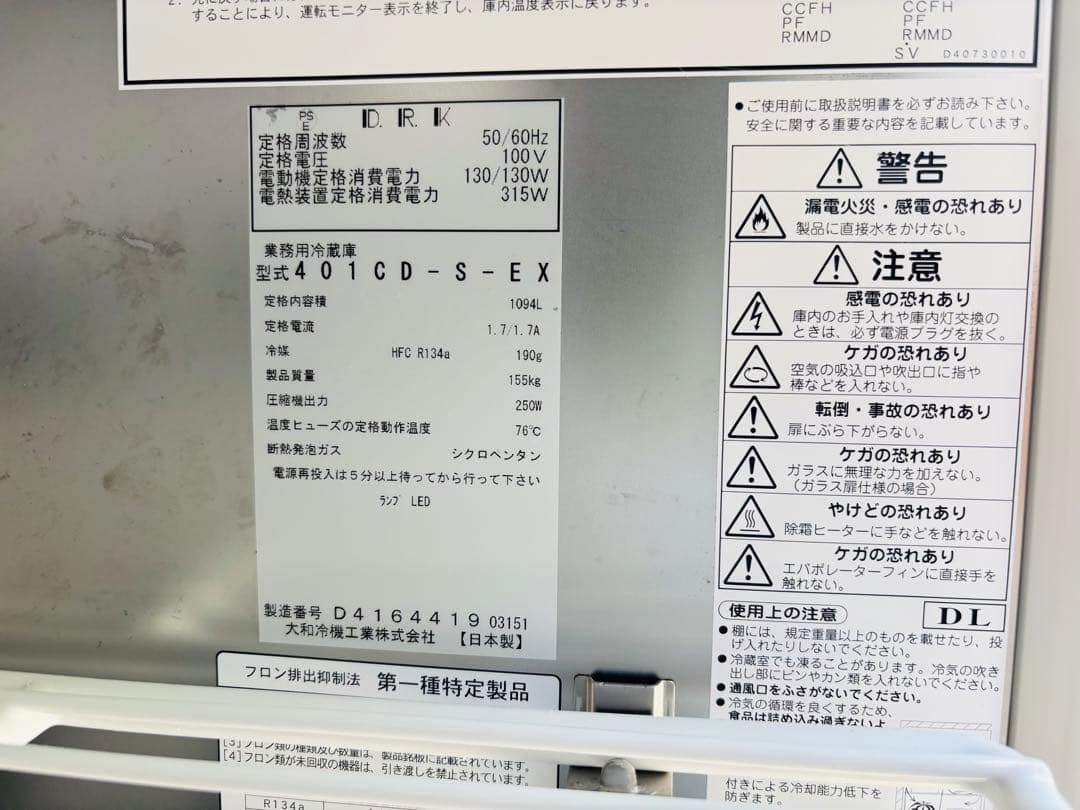 することにより、運転モニター表示を終了し、庫内温度表示に戻ります。
CCFH CCFH
PF PF
RMMD RMMD
SV D40730010
PS
E
D. R. K
定格周波数 50/60Hz
定格電圧 100V
電動機定格消費電力 130/130W
電熱装置定格消費電力 315W
業務用冷蔵庫
型式 401CD-S-EX
定格内容積 1094L
定格電流 1.7/1.7A
冷媒 HFC R134a 190g
製品質量 155kg
圧縮機出力 250W
温度ヒューズの定格動作温度 76℃
断熱発泡ガス シクロペンタン
電源再投入は5分以上待ってから行って下さい
ランプ LED
製造番号 D4164419 03151
大和冷機工業株式会社 【日本製】
フロン排出抑制法 第一種特定製品
[3]フロン類の種類及び数量は、製品銘板に記載されています。
[4]フロン類が未回収の機器は、引き渡しを禁止されています。
R134a
●ご使用前に取扱説明書を必ずお読み下さい。
安全に関する重要な内容を記載しています。
警告
漏電火災・感電の恐れあり
製品に直接水をかけない。
注意
感電の恐れあり
庫内のお手入れや庫内灯交換の
ときは、必ず電源プラグを抜く。
ケガの恐れあり
空気の吸込口や吹出口に指や
棒などを入れない。
転倒・事故の恐れあり
扉にぶら下がらない。
ケガの恐れあり
ガラスに無理な力を加えない。
(ガラス扉仕様の場合)
やけどの恐れあり
除霜ヒーターに手などを触れない。
ケガの恐れあり
エバポレーターフィンに直接手を
触れない。
使用上の注意 DL
●棚には、規定重量以上のものを載せたり、投
げ入れたりしないでください。
●冷蔵室でも凍ることがあります。冷気の吹き
出し部にビンやカン類を入れないでください。
●通風口をふさがないでください。
●冷気の循環を良くするため、
食品は詰め込み過ぎないよ
付きによる冷却能力低下を
防ぎます。